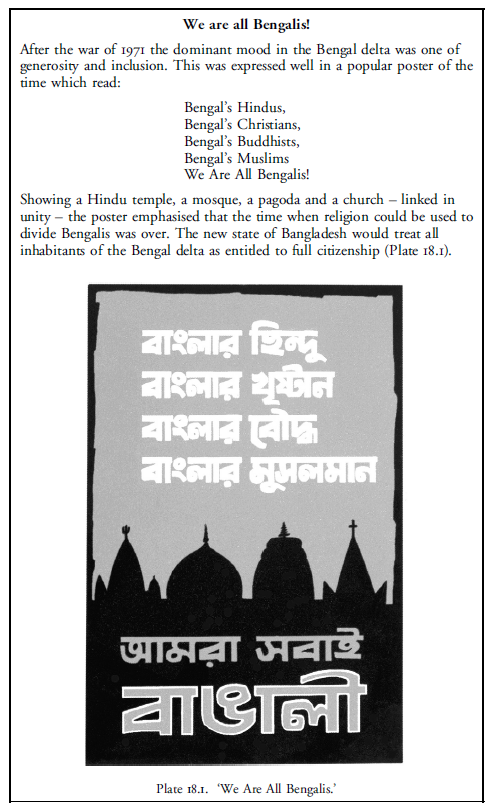 We are all Bengalis!
After the war of 1971 the dominant mood in the Bengal delta was one of
generosity and inclusion. This was expressed well in a popular poster of the
time which read:
Bengal's Hindus,
Bengal's Christians,
Bengal's Buddhists,
Bengal's Muslims
We Are All Bengalis!
Showing a Hindu temple, a mosque, a pagoda and a church – linked in
unity – the poster emphasised that the time when religion could be used to
divide Bengalis was over. The new state of Bangladesh would treat all
inhabitants of the Bengal delta as entitled to full citizenship (Plate 18.1).
বাংলার হিন্দু
বাংলার খৃষ্টান
বাংলার বৌদ্ধ
বাংলার মুসলমান
আমরা সবাই
বাঙালী
Plate 18.1. 'We Are All Bengalis.'